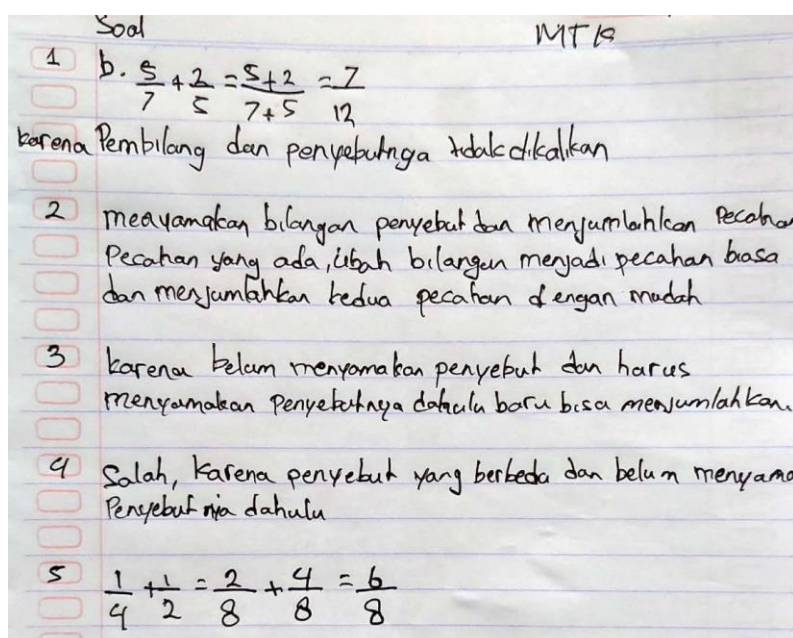 Soal MTK
1 b. 5/7 + 2/5 = 5+2/7+5 = 7/12
karena Pembilang dan penyebutnya tidak dikalikan
2 menyamakan bilangan penyebut dan menjumlahkan Pecahan
Pecahan yang ada, ubah bilangan menjadi pecahan biasa
dan menjumlahkan kedua pecahan dengan mudah
3 karena belum menyamakan penyebut dan harus
menyamakan Penyebutnya dahulu baru bisa menjumlahkan.
4 Salah, karena penyebut yang berbeda dan belum menyama
Penyebut nya dahulu
5 1/4 + 1/2 = 2/8 + 4/8 = 6/8